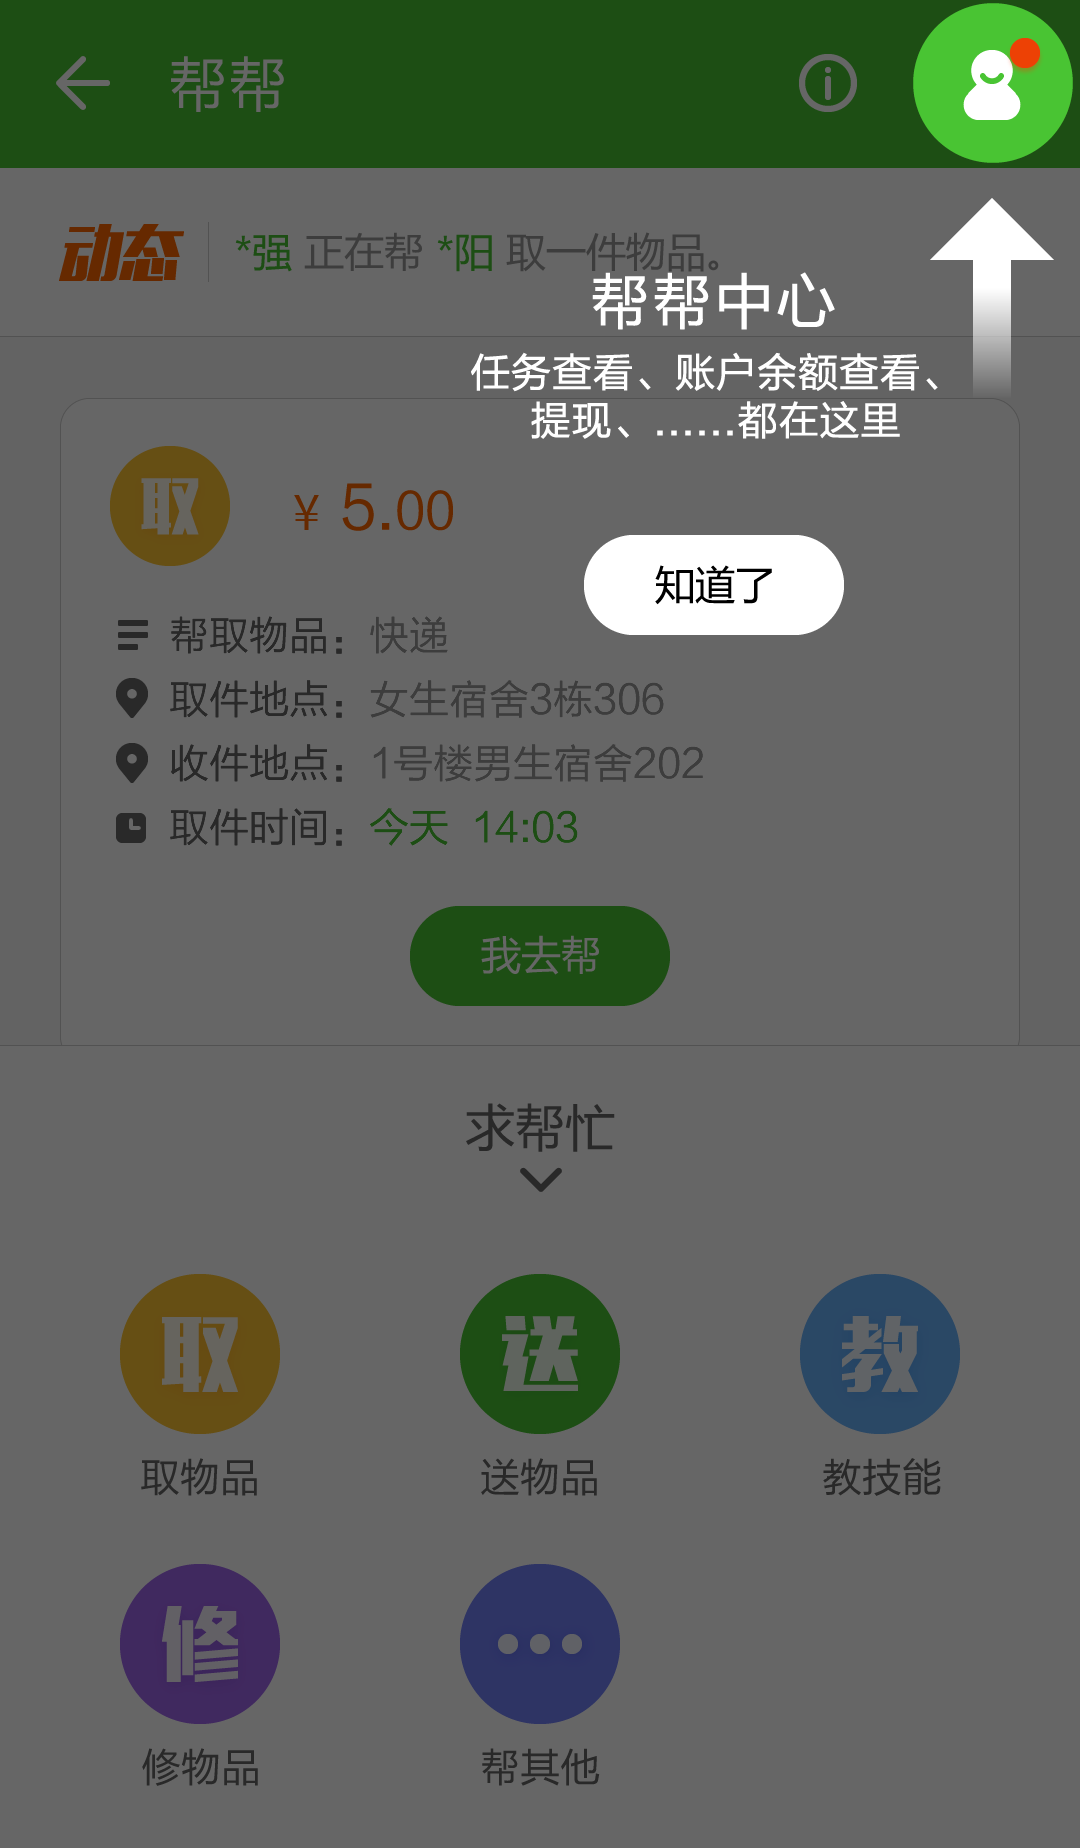 帮帮
动态 *强 正在帮 *阳 取一件物品。
帮帮中心
任务查看、账户余额查看、
提现、......都在这里
取 ¥ 5.00
知道了
帮取物品：快递
取件地点：女生宿舍3栋306
收件地点：1号楼男生宿舍202
取件时间：今天 14:03
我去帮
求帮忙
取 送 教
取物品 送物品 教技能
修
修物品 帮其他